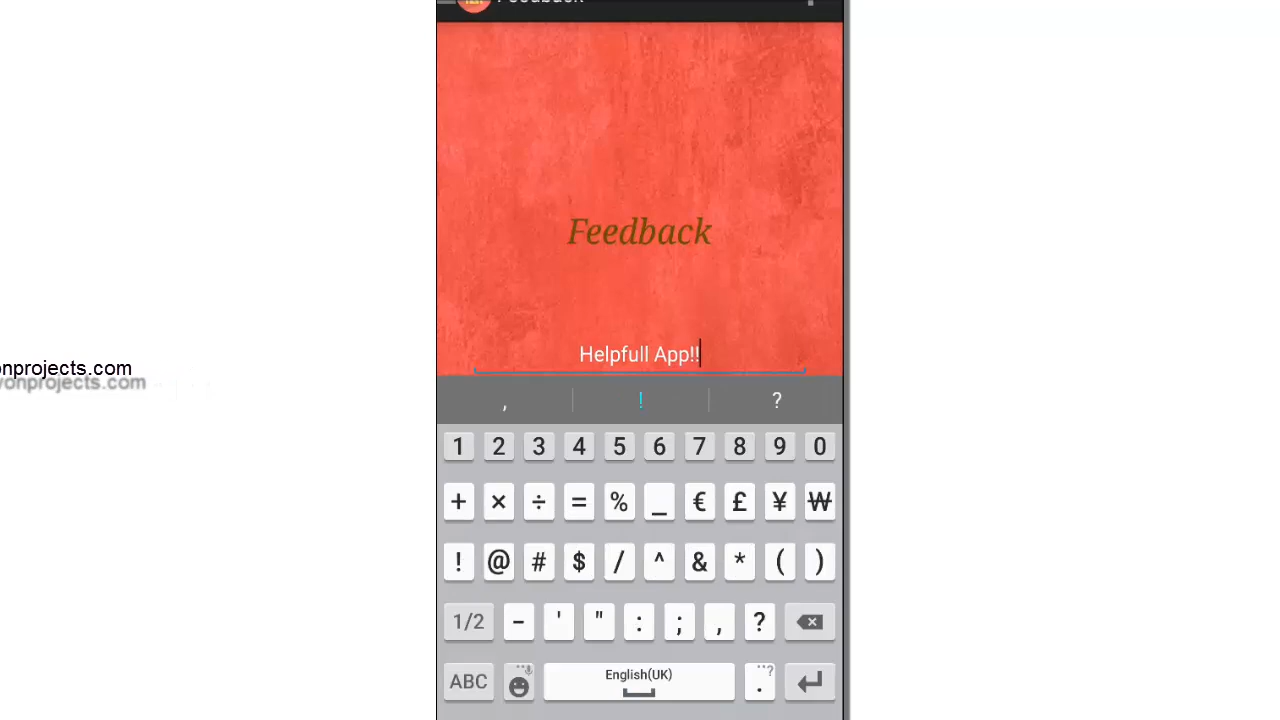 Feedback
Feedback
onprojects.com
Helpfull App!!
, ! ?
1 2 3 4 5 6 7 8 9 0
+ × ÷ = % _ € £ ¥ ₩
! @ # $ / ^ & * ( )
1/2 - ' " : ; , ?
ABC English(UK) .